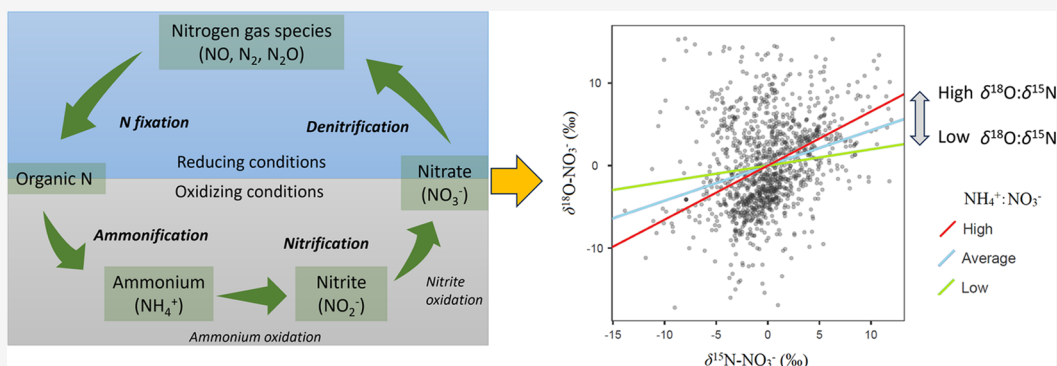 Nitrogen gas species
(NO, N₂, N₂O)
N fixation
Denitrification
Reducing conditions
Oxidizing conditions
Organic N
Nitrate
(NO₃⁻)
Ammonification
Nitrification
Ammonium
(NH₄⁺)
Nitrite
(NO₂⁻)
Nitrite
oxidation
Ammonium oxidation
δ¹⁸O-NO₃⁻ (‰)
10
0
-10
-15
-10
-5
0
5
10
δ¹⁵N-NO₃⁻ (‰)
High δ¹⁸O:δ¹⁵N
Low δ¹⁸O:δ¹⁵N
NH₄⁺:NO₃⁻
High
Average
Low